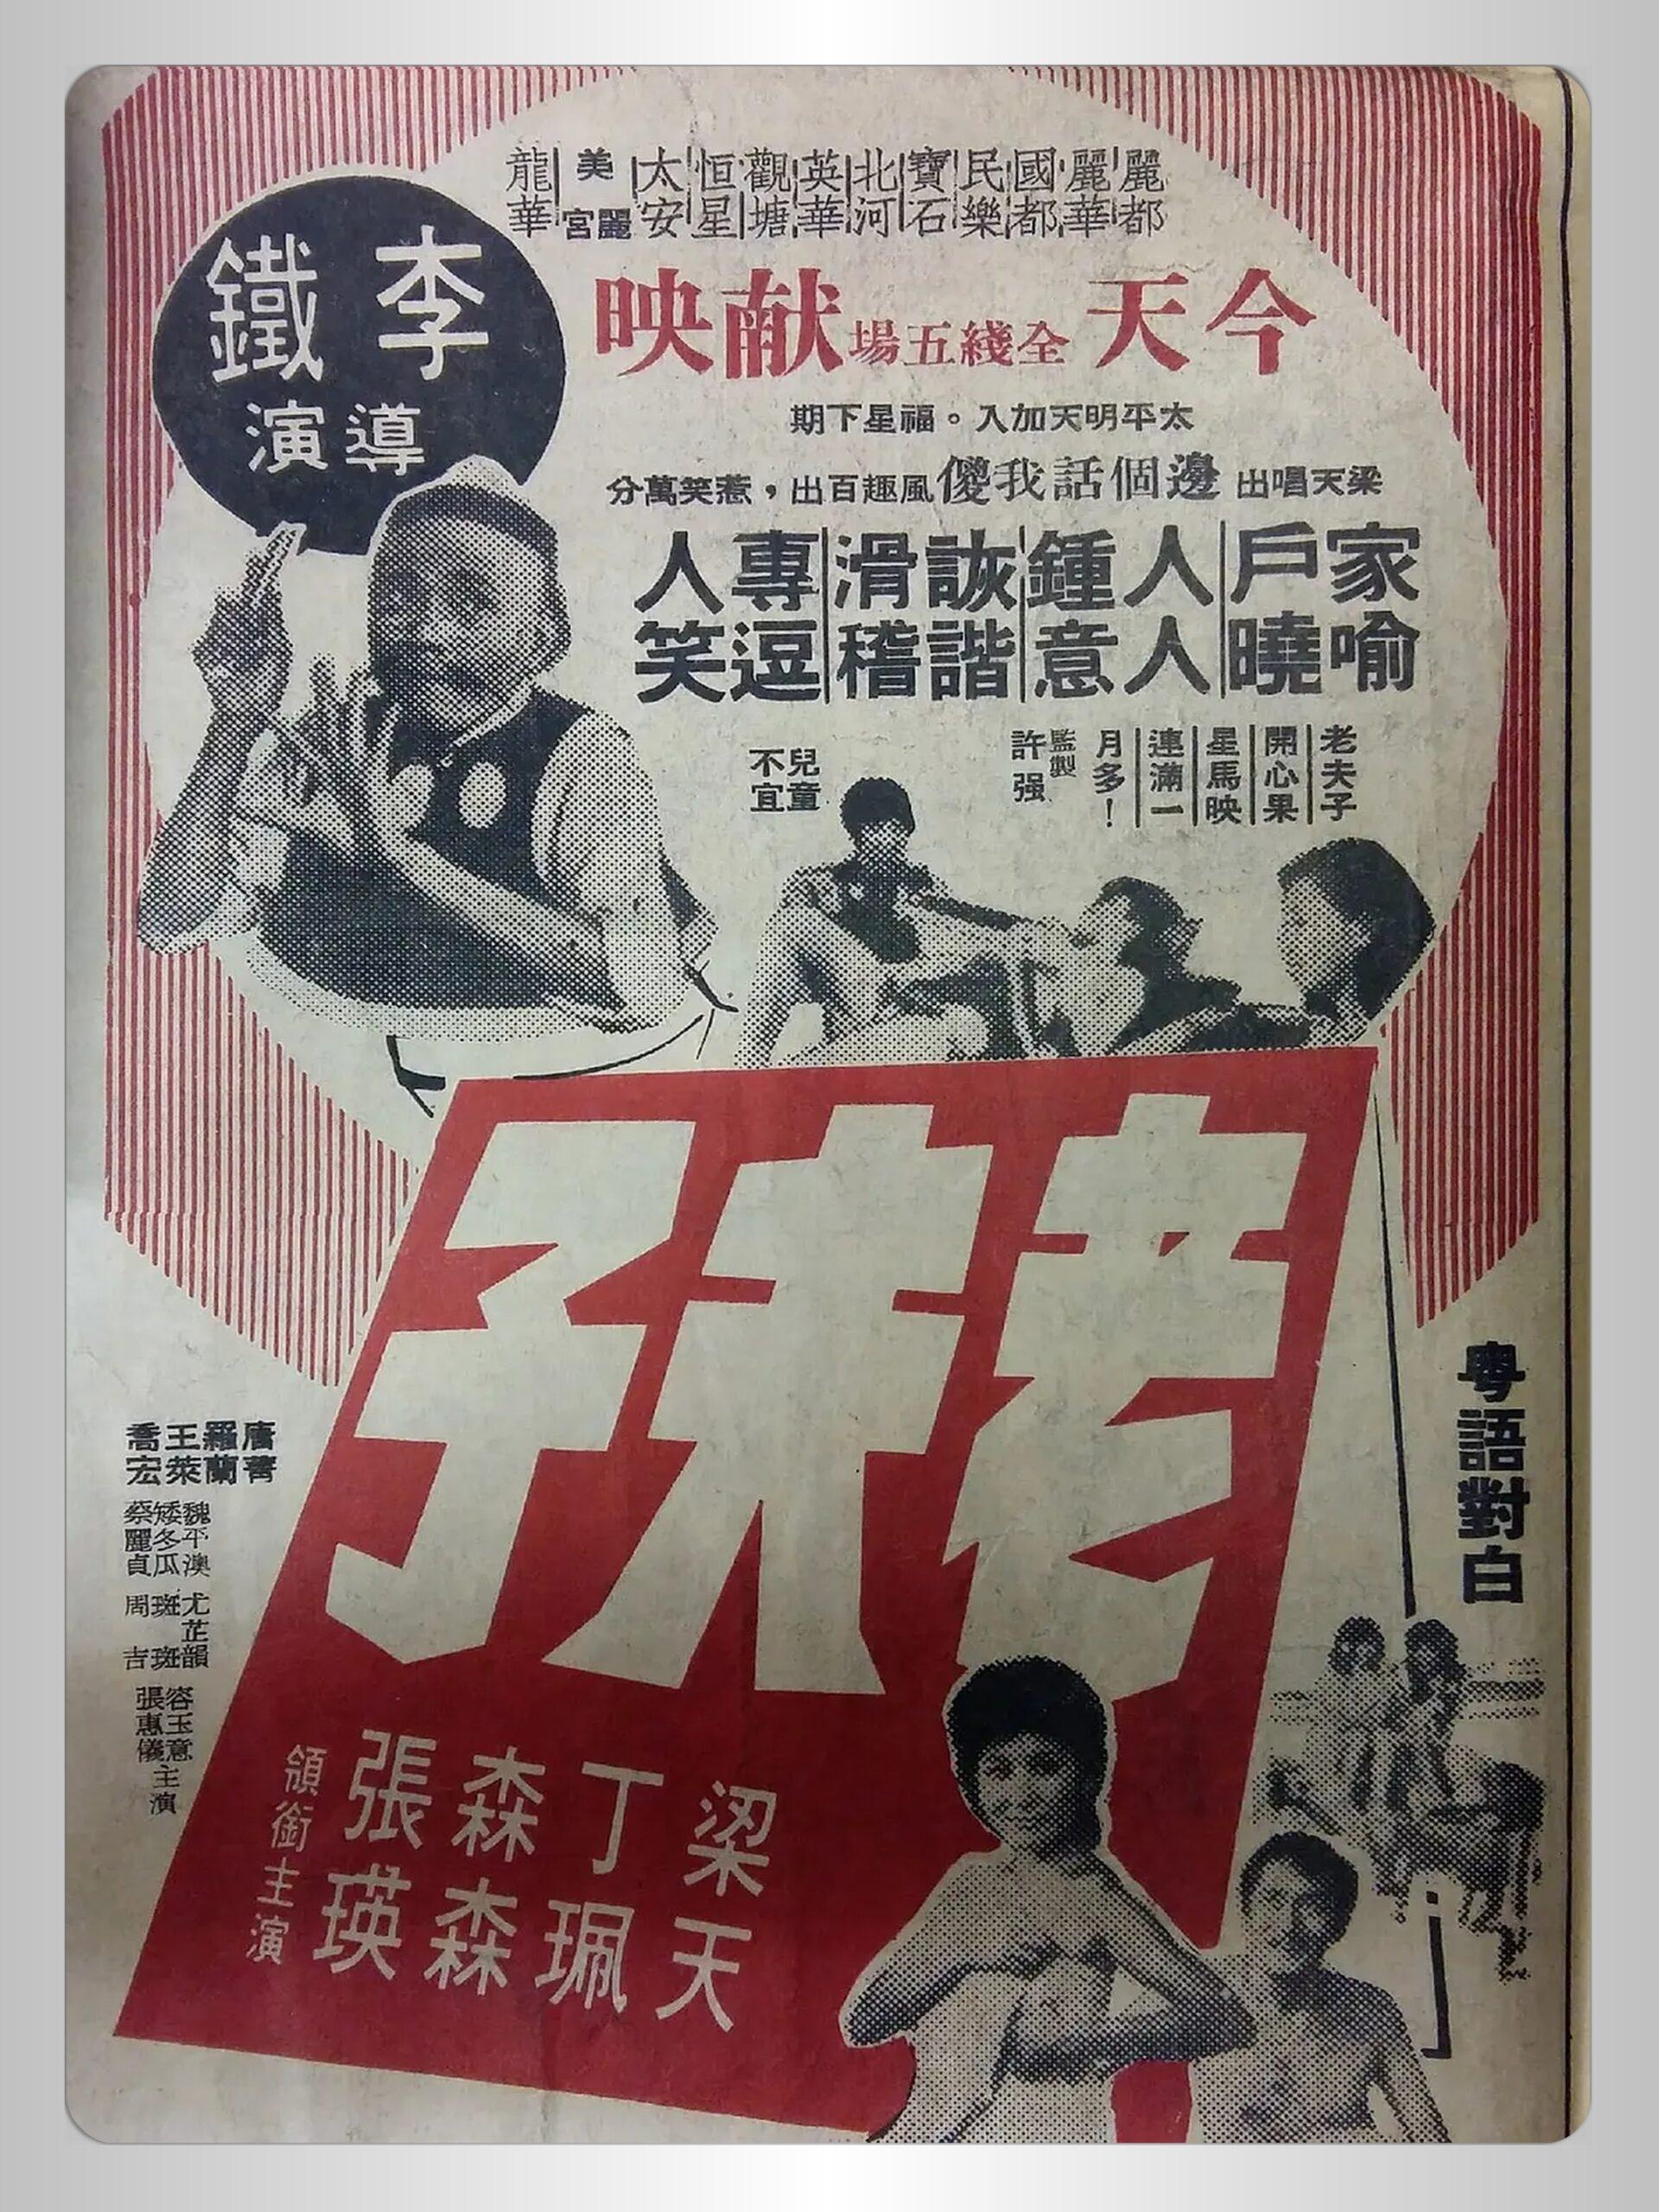 麗都 麗華 國都 民樂 寶石 北河 英華 觀塘 恒星 太安 美麗宮 龍華
李鐵
導演
今天全綫五場献映
太平明天加入。福星下期
梁天唱出邊個話我儍風趣百出，惹笑萬分
家喻戶曉 人人鍾意 詼諧滑稽 專逗人笑
老夫子
開心果
星馬映
連滿一
月多！
監製
許强
兒童
不宜
老夫子
粵語對白
梁天
丁珮
森森
張瑛
領銜主演
唐菁
羅蘭
王萊
喬宏
魏平澳
矮冬瓜
蔡麗貞
尤芷韻
斑斑
周吉
容玉意
張惠儀
主演